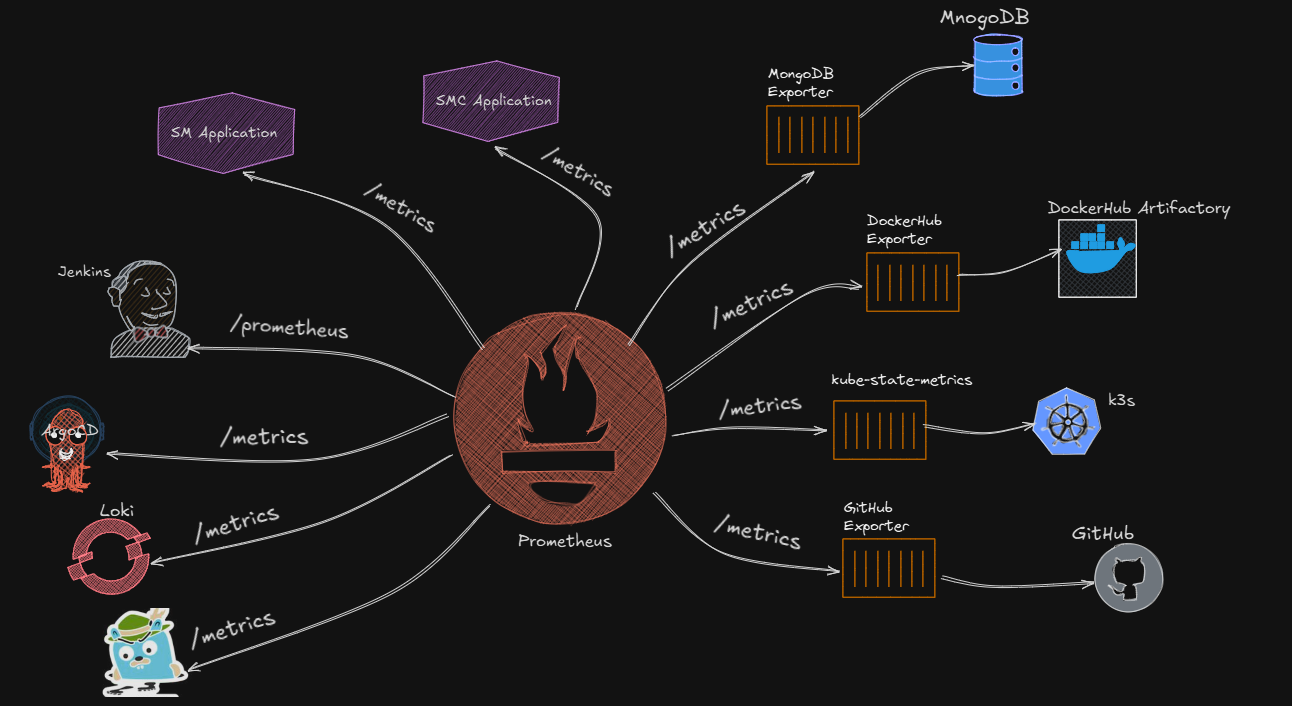 MnogoDB
MongoDB
Exporter
SMC Application
SM Application
/metrics
/metrics
/metrics
DockerHub Artifactory
DockerHub
Exporter
Jenkins
/prometheus
/metrics
kube-state-metrics
/metrics
k3s
ArgoCD
/metrics
Loki
/metrics
Prometheus
GitHub
Exporter
/metrics
GitHub
/metrics